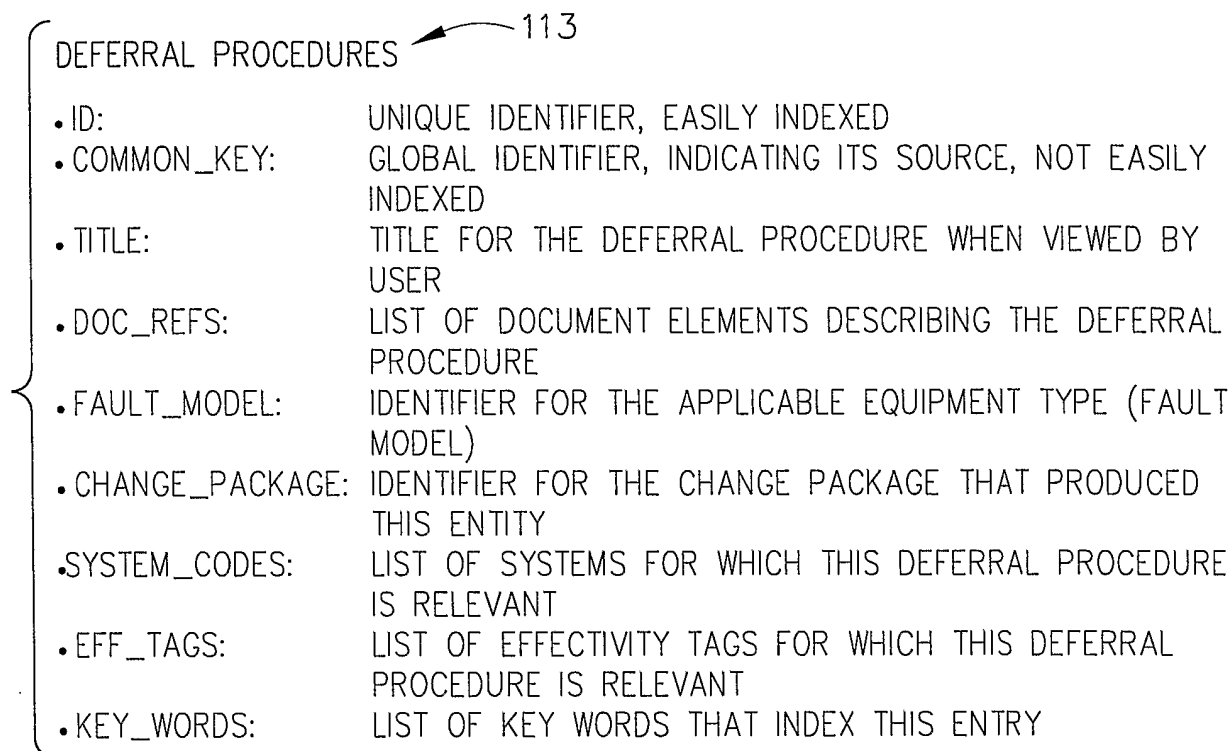 113
DEFERRAL PROCEDURES
• ID: UNIQUE IDENTIFIER, EASILY INDEXED
• COMMON_KEY: GLOBAL IDENTIFIER, INDICATING ITS SOURCE, NOT EASILY
INDEXED
• TITLE: TITLE FOR THE DEFERRAL PROCEDURE WHEN VIEWED BY
USER
• DOC_REFS: LIST OF DOCUMENT ELEMENTS DESCRIBING THE DEFERRAL
PROCEDURE
• FAULT_MODEL: IDENTIFIER FOR THE APPLICABLE EQUIPMENT TYPE (FAULT
MODEL)
• CHANGE_PACKAGE: IDENTIFIER FOR THE CHANGE PACKAGE THAT PRODUCED
THIS ENTITY
•SYSTEM_CODES: LIST OF SYSTEMS FOR WHICH THIS DEFERRAL PROCEDURE
IS RELEVANT
• EFF_TAGS: LIST OF EFFECTIVITY TAGS FOR WHICH THIS DEFERRAL
PROCEDURE IS RELEVANT
• KEY_WORDS: LIST OF KEY WORDS THAT INDEX THIS ENTRY